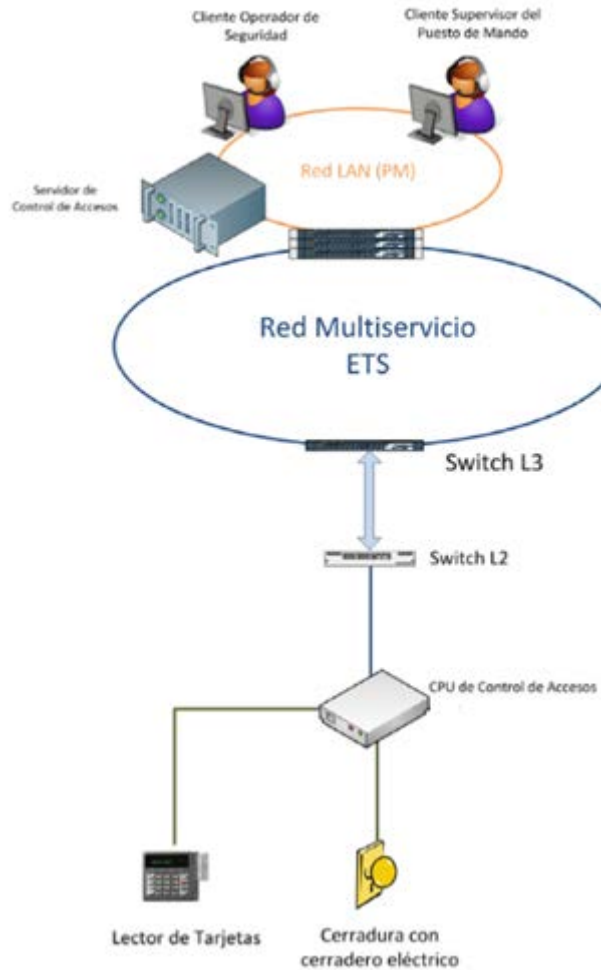 Cliente Operador de
Seguridad
Cliente Supervisor del
Puesto de Mando
Red LAN (PM)
Servidor de
Control de Accesos
Red Multiservicio
ETS
Switch L3
Switch L2
CPU de Control de Accesos
Lector de Tarjetas
Cerradura con
cerradero eléctrico